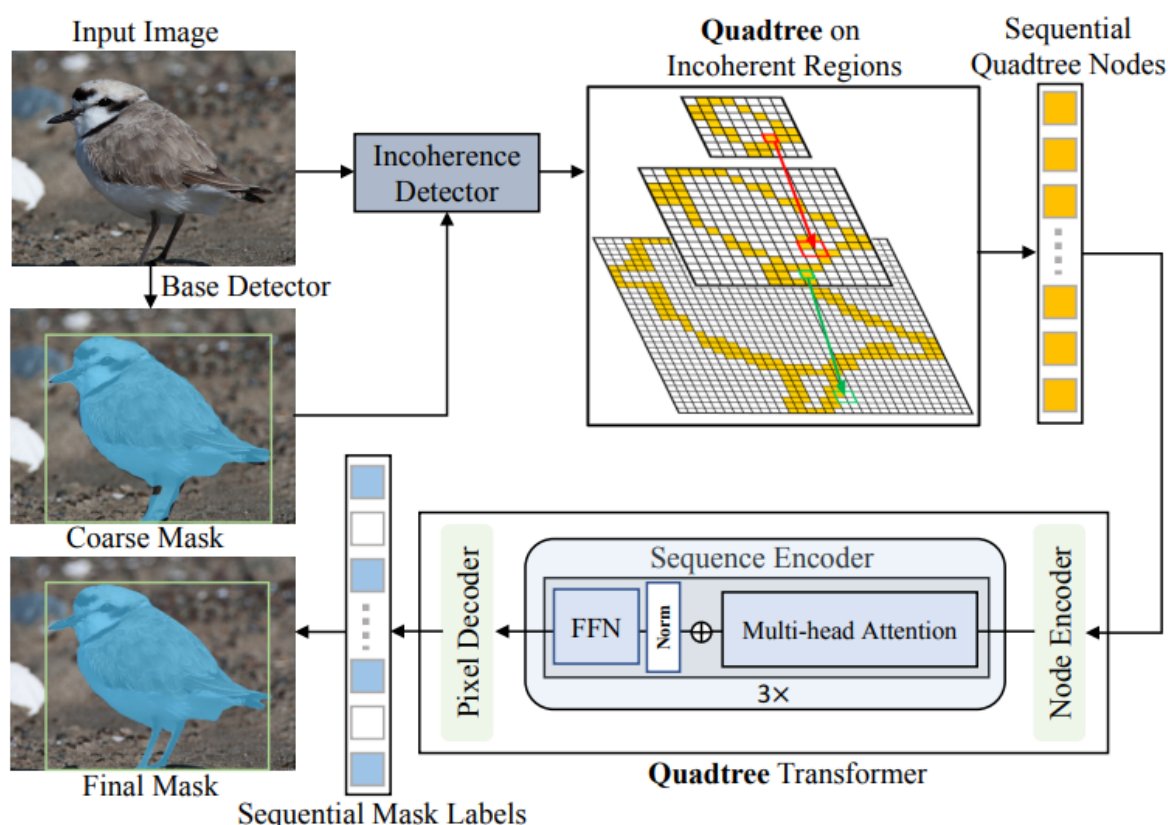 Input Image
Quadtree on
Incoherent Regions
Sequential
Quadtree Nodes
Incoherence
Detector
Base Detector
Coarse Mask
Final Mask
Sequential Mask Labels
Pixel Decoder
Sequence Encoder
FFN
Norm
Multi-head Attention
3×
Node Encoder
Quadtree Transformer